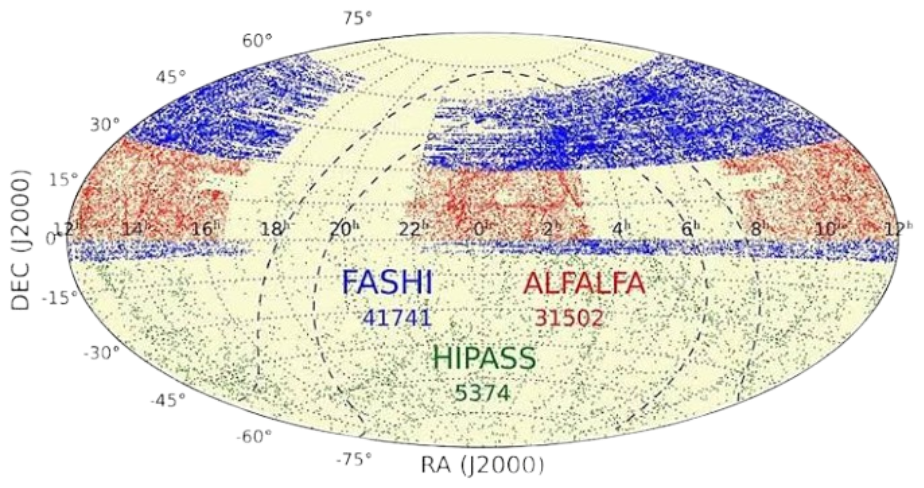 75°
60°
45°
30°
15°
0°
-15°
-30°
-45°
-60°
-75°
DEC (J2000)
12ʰ 14ʰ 16ʰ 18ʰ 20ʰ 22ʰ 0ʰ 2ʰ 4ʰ 6ʰ 8ʰ 10ʰ 12ʰ
FASHI ALFALFA
41741 31502
HIPASS
5374
RA (J2000)